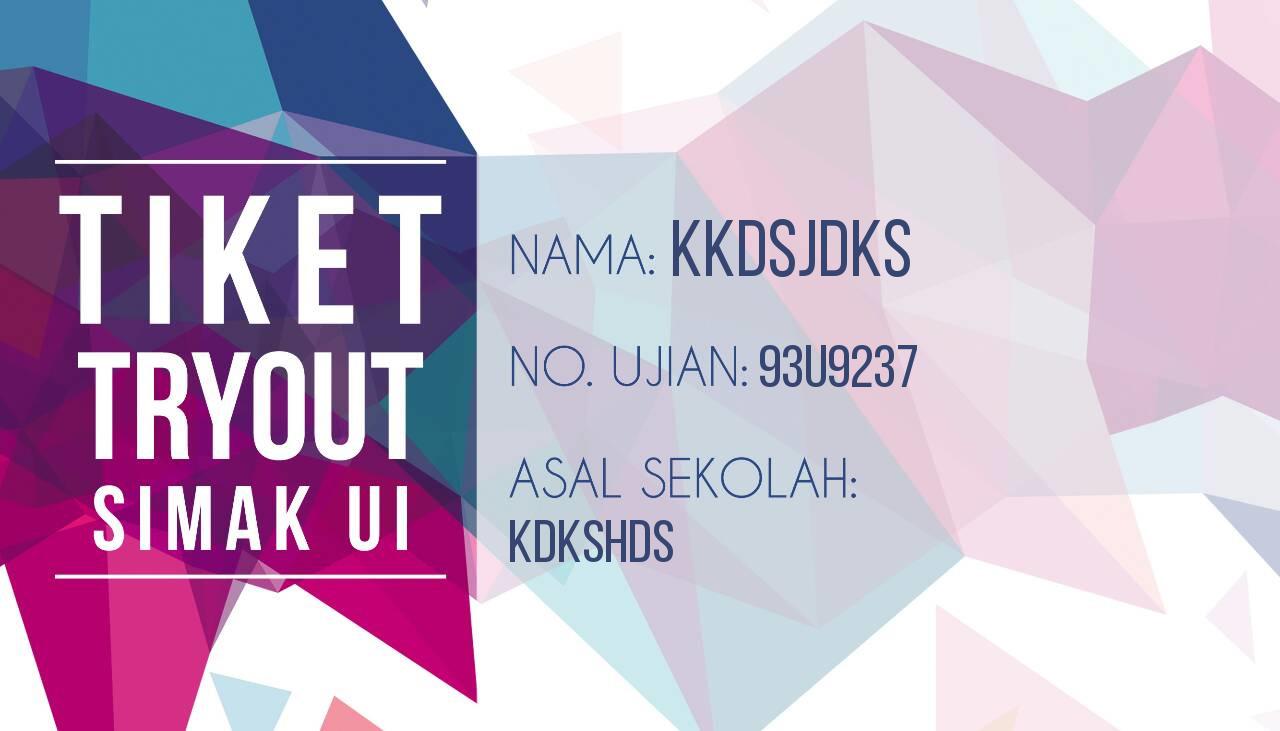 TIKET
TRYOUT
SIMAK UI
NAMA: KKDSJDKS
NO. UJIAN: 93U9237
ASAL SEKOLAH:
KDKSHDS